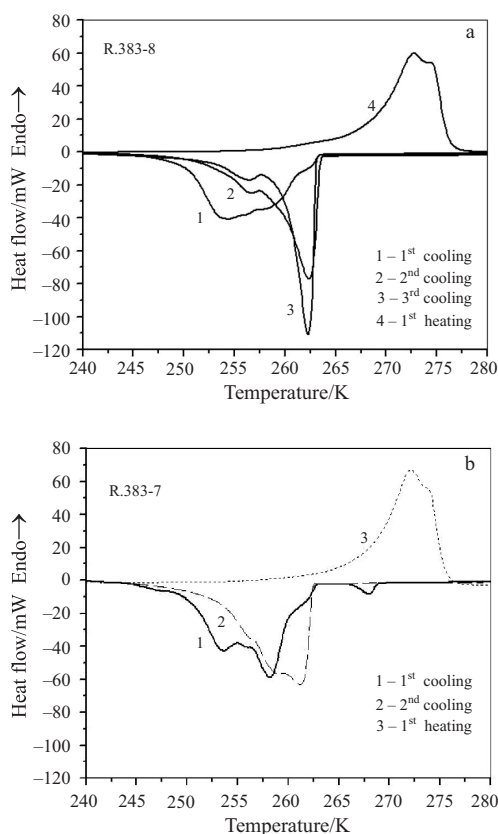 a
R.383-8
80
60
40
20
0
−20
−40
−60
−80
−100
−120
Heat flow/mW Endo→
4
1
2
3
1 – 1st cooling
2 – 2nd cooling
3 – 3rd cooling
4 – 1st heating
240 245 250 255 260 265 270 275 280
Temperature/K
b
R.383-7
80
60
40
20
0
−20
−40
−60
−80
−100
−120
Heat flow/mW Endo→
3
2
1
1 – 1st cooling
2 – 2nd cooling
3 – 1st heating
240 245 250 255 260 265 270 275 280
Temperature/K